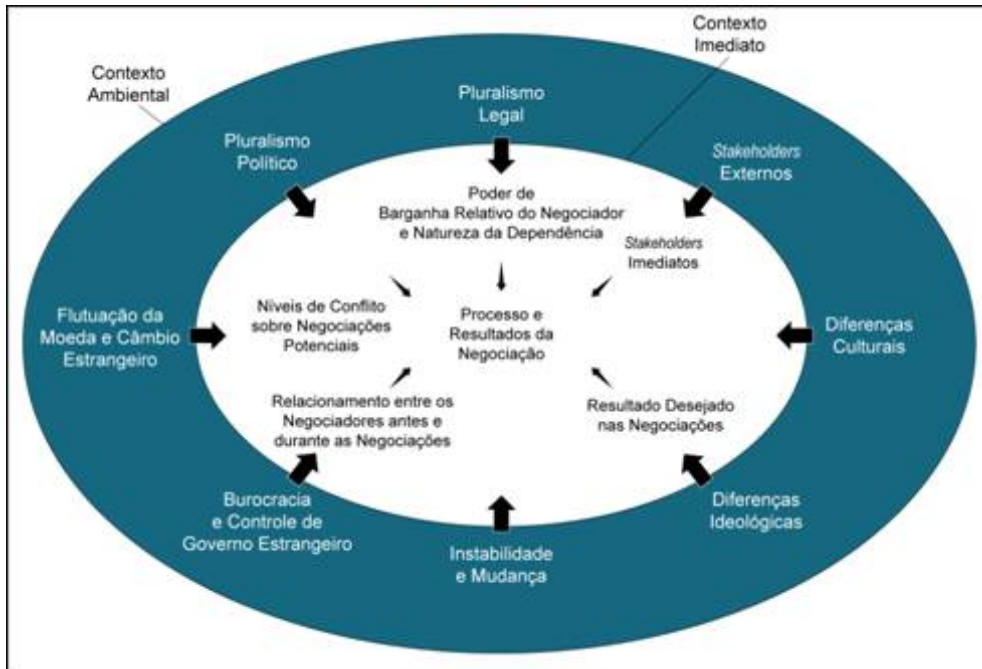 Contexto
Imediato
Contexto
Ambiental
Pluralismo
Legal
Pluralismo
Político
Stakeholders
Externos
Poder de
Barganha Relativo do Negociador
e Natureza da Dependência
Stakeholders
Imediatos
Flutuação da
Moeda e Câmbio
Estrangeiro
Níveis de Conflito
sobre Negociações
Potenciais
Processo e
Resultados da
Negociação
Diferenças
Culturais
Relacionamento entre os
Negociadores antes e
durante as Negociações
Resultado Desejado
nas Negociações
Burocracia
e Controle de
Governo Estrangeiro
Instabilidade
e Mudança
Diferenças
Ideológicas